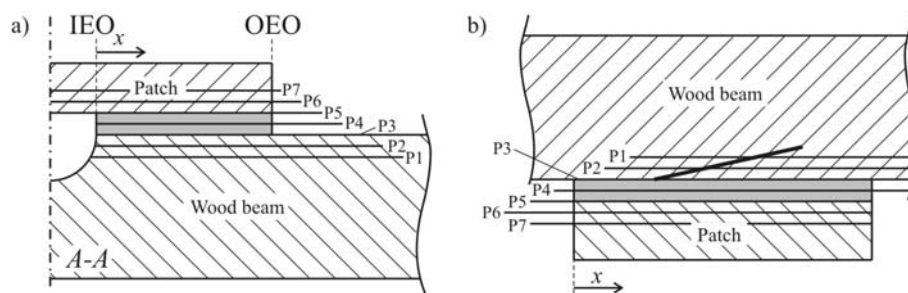 a)
IEO
OEO
x
Patch
P7
P6
P5
P4
P3
P2
P1
Wood beam
A-A
b)
Wood beam
P3
P1
P2
P4
P5
P6
P7
Patch
x